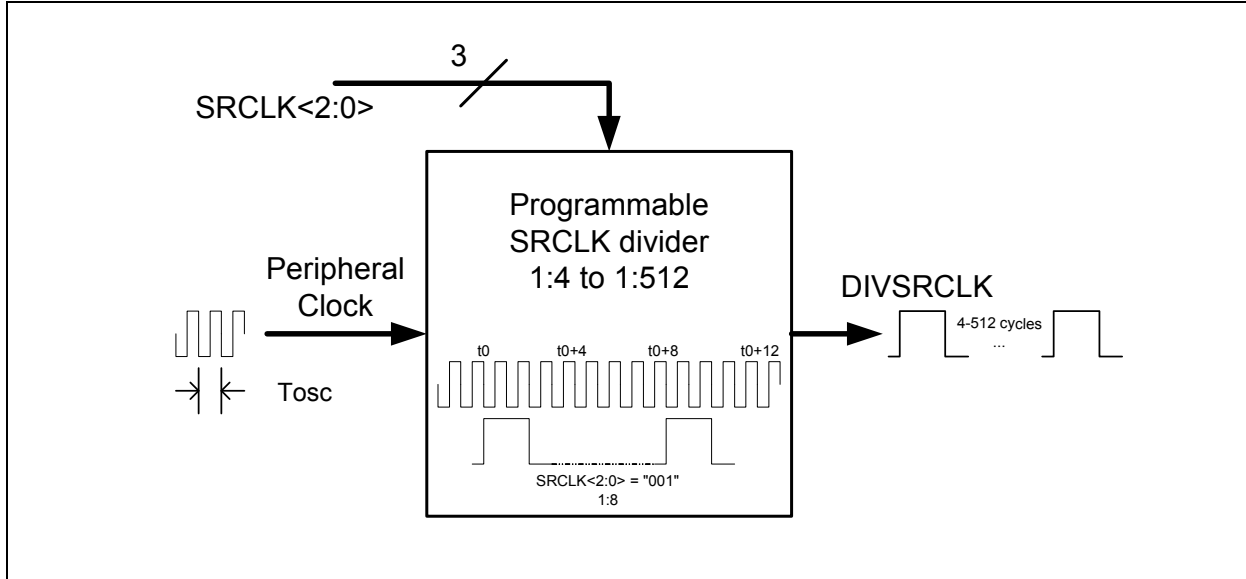 3
SRCLK<2:0>
Programmable
SRCLK divider
1:4 to 1:512
Peripheral
Clock
DIVSRCLK
4-512 cycles
...
t0 t0+4 t0+8 t0+12
Tosc
SRCLK<2:0> = "001"
1:8